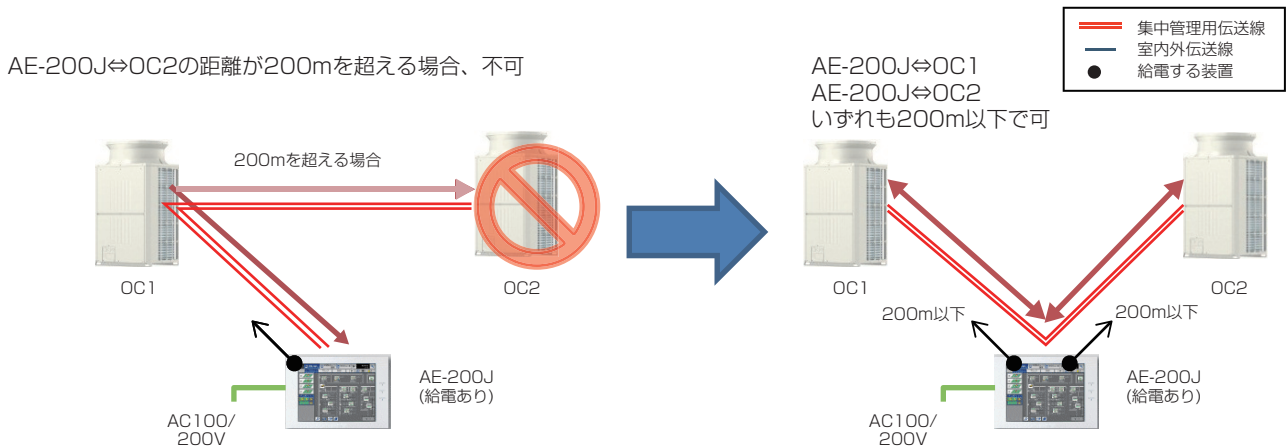 集中管理用伝送線
室内外伝送線
給電する装置
AE-200J⇔OC2の距離が200mを超える場合、不可
200mを超える場合
OC1
OC2
AE-200J
(給電あり)
AC100/
200V
AE-200J⇔OC1
AE-200J⇔OC2
いずれも200m以下で可
OC1
OC2
200m以下
200m以下
AE-200J
(給電あり)
AC100/
200V